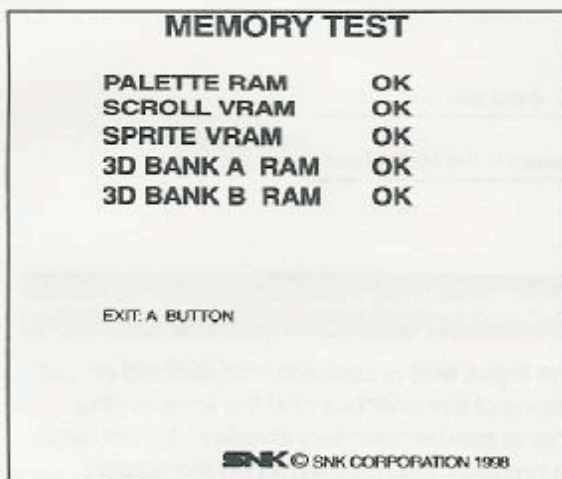 MEMORY TEST
PALETTE RAM OK
SCROLL VRAM OK
SPRITE VRAM OK
3D BANK A RAM OK
3D BANK B RAM OK
EXIT: A BUTTON
SNK © SNK CORPORATION 1998